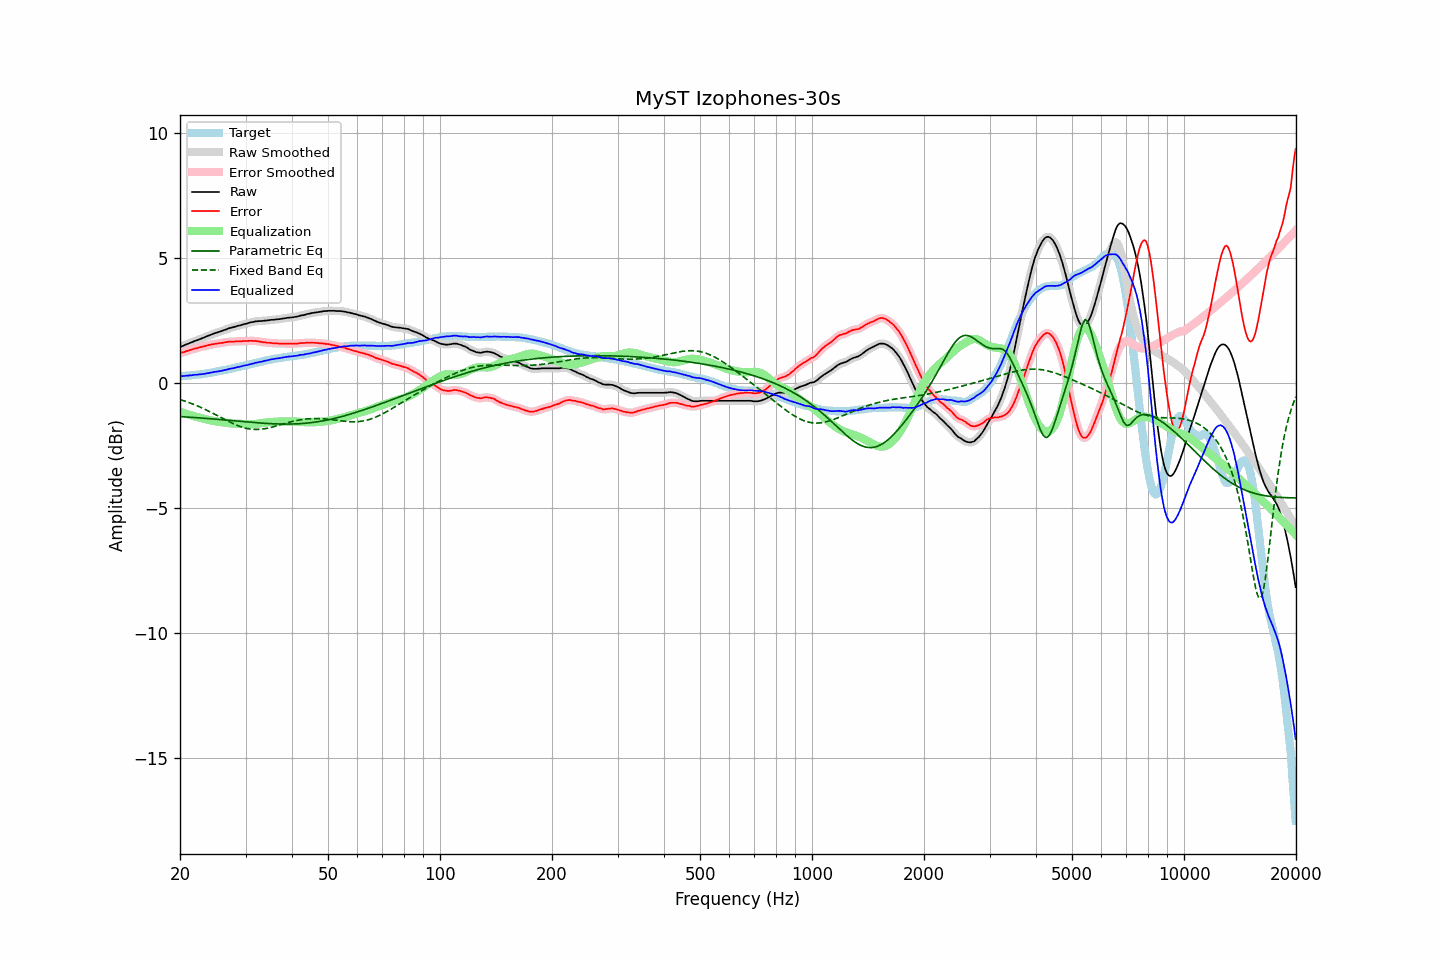 MyST Izophones-30s
Target
Raw Smoothed
Error Smoothed
Raw
Error
Equalization
Parametric Eq
Fixed Band Eq
Equalized
10
5
0
−5
−10
−15
Amplitude (dBr)
20 50 100 200 500 1000 2000 5000 10000 20000
Frequency (Hz)